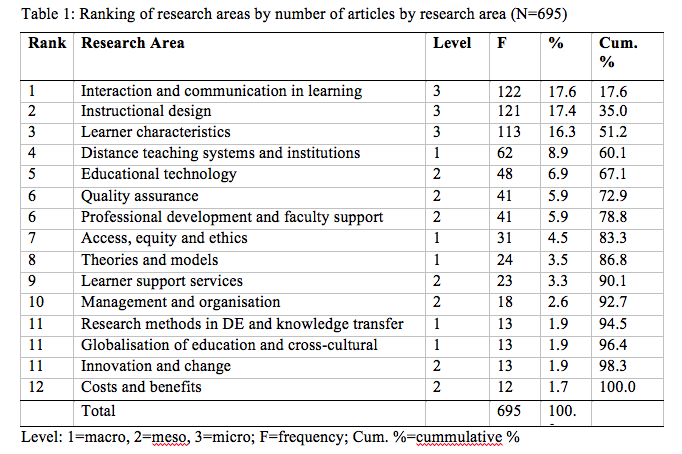 Table 1: Ranking of research areas by number of articles by research area (N=695)
Rank Research Area Level F % Cum. %
1 Interaction and communication in learning 3 122 17.6 17.6
2 Instructional design 3 121 17.4 35.0
3 Learner characteristics 3 113 16.3 51.2
4 Distance teaching systems and institutions 1 62 8.9 60.1
5 Educational technology 2 48 6.9 67.1
6 Quality assurance 2 41 5.9 72.9
6 Professional development and faculty support 2 41 5.9 78.8
7 Access, equity and ethics 1 31 4.5 83.3
8 Theories and models 1 24 3.5 86.8
9 Learner support services 2 23 3.3 90.1
10 Management and organisation 2 18 2.6 92.7
11 Research methods in DE and knowledge transfer 1 13 1.9 94.5
11 Globalisation of education and cross-cultural 1 13 1.9 96.4
11 Innovation and change 2 13 1.9 98.3
12 Costs and benefits 2 12 1.7 100.0
Total 695 100.
Level: 1=macro, 2=meso, 3=micro; F=frequency; Cum. %=cummulative %